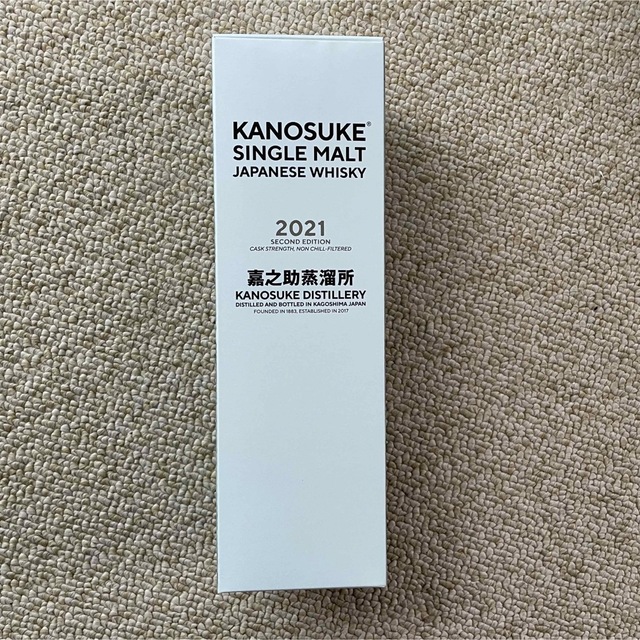 KANOSUKE®
SINGLE MALT
JAPANESE WHISKY
2021
SECOND EDITION
CASK STRENGTH, NON CHILL-FILTERED
嘉之助蒸溜所
KANOSUKE DISTILLERY
DISTILLED AND BOTTLED IN KAGOSHIMA JAPAN
FOUNDED IN 1883, ESTABLISHED IN 2017